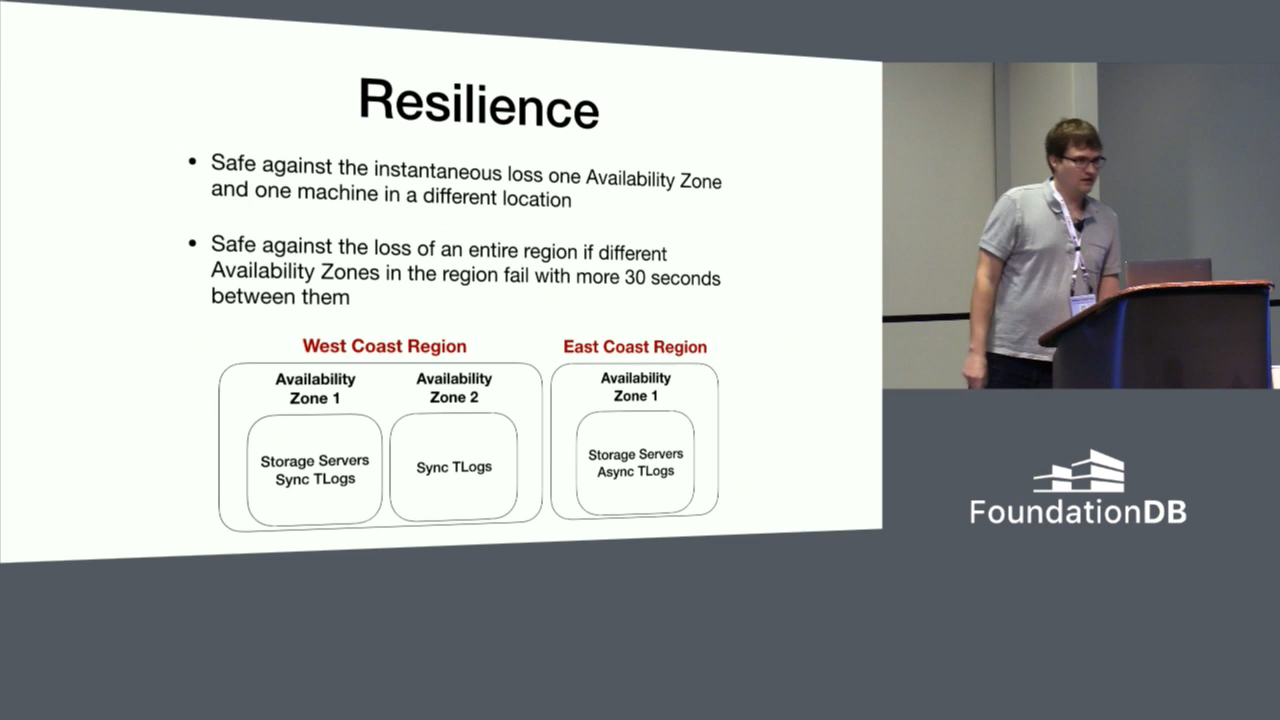 Resilience
• Safe against the instantaneous loss one Availability Zone
and one machine in a different location
• Safe against the loss of an entire region if different
Availability Zones in the region fail with more 30 seconds
between them
West Coast Region
East Coast Region
Availability
Zone 1
Availability
Zone 2
Availability
Zone 1
Storage Servers
Sync TLogs
Sync TLogs
Storage Servers
Async TLogs
FoundationDB